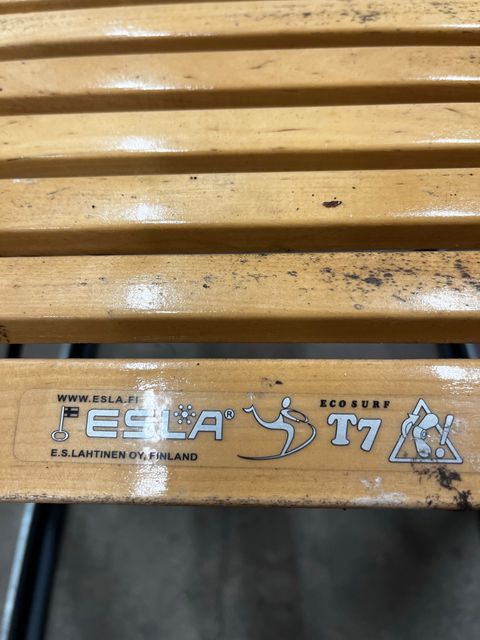 WWW.ESLA.FI
ESLA®
E.S.LAHTINEN OY, FINLAND
ECO SURF
T7